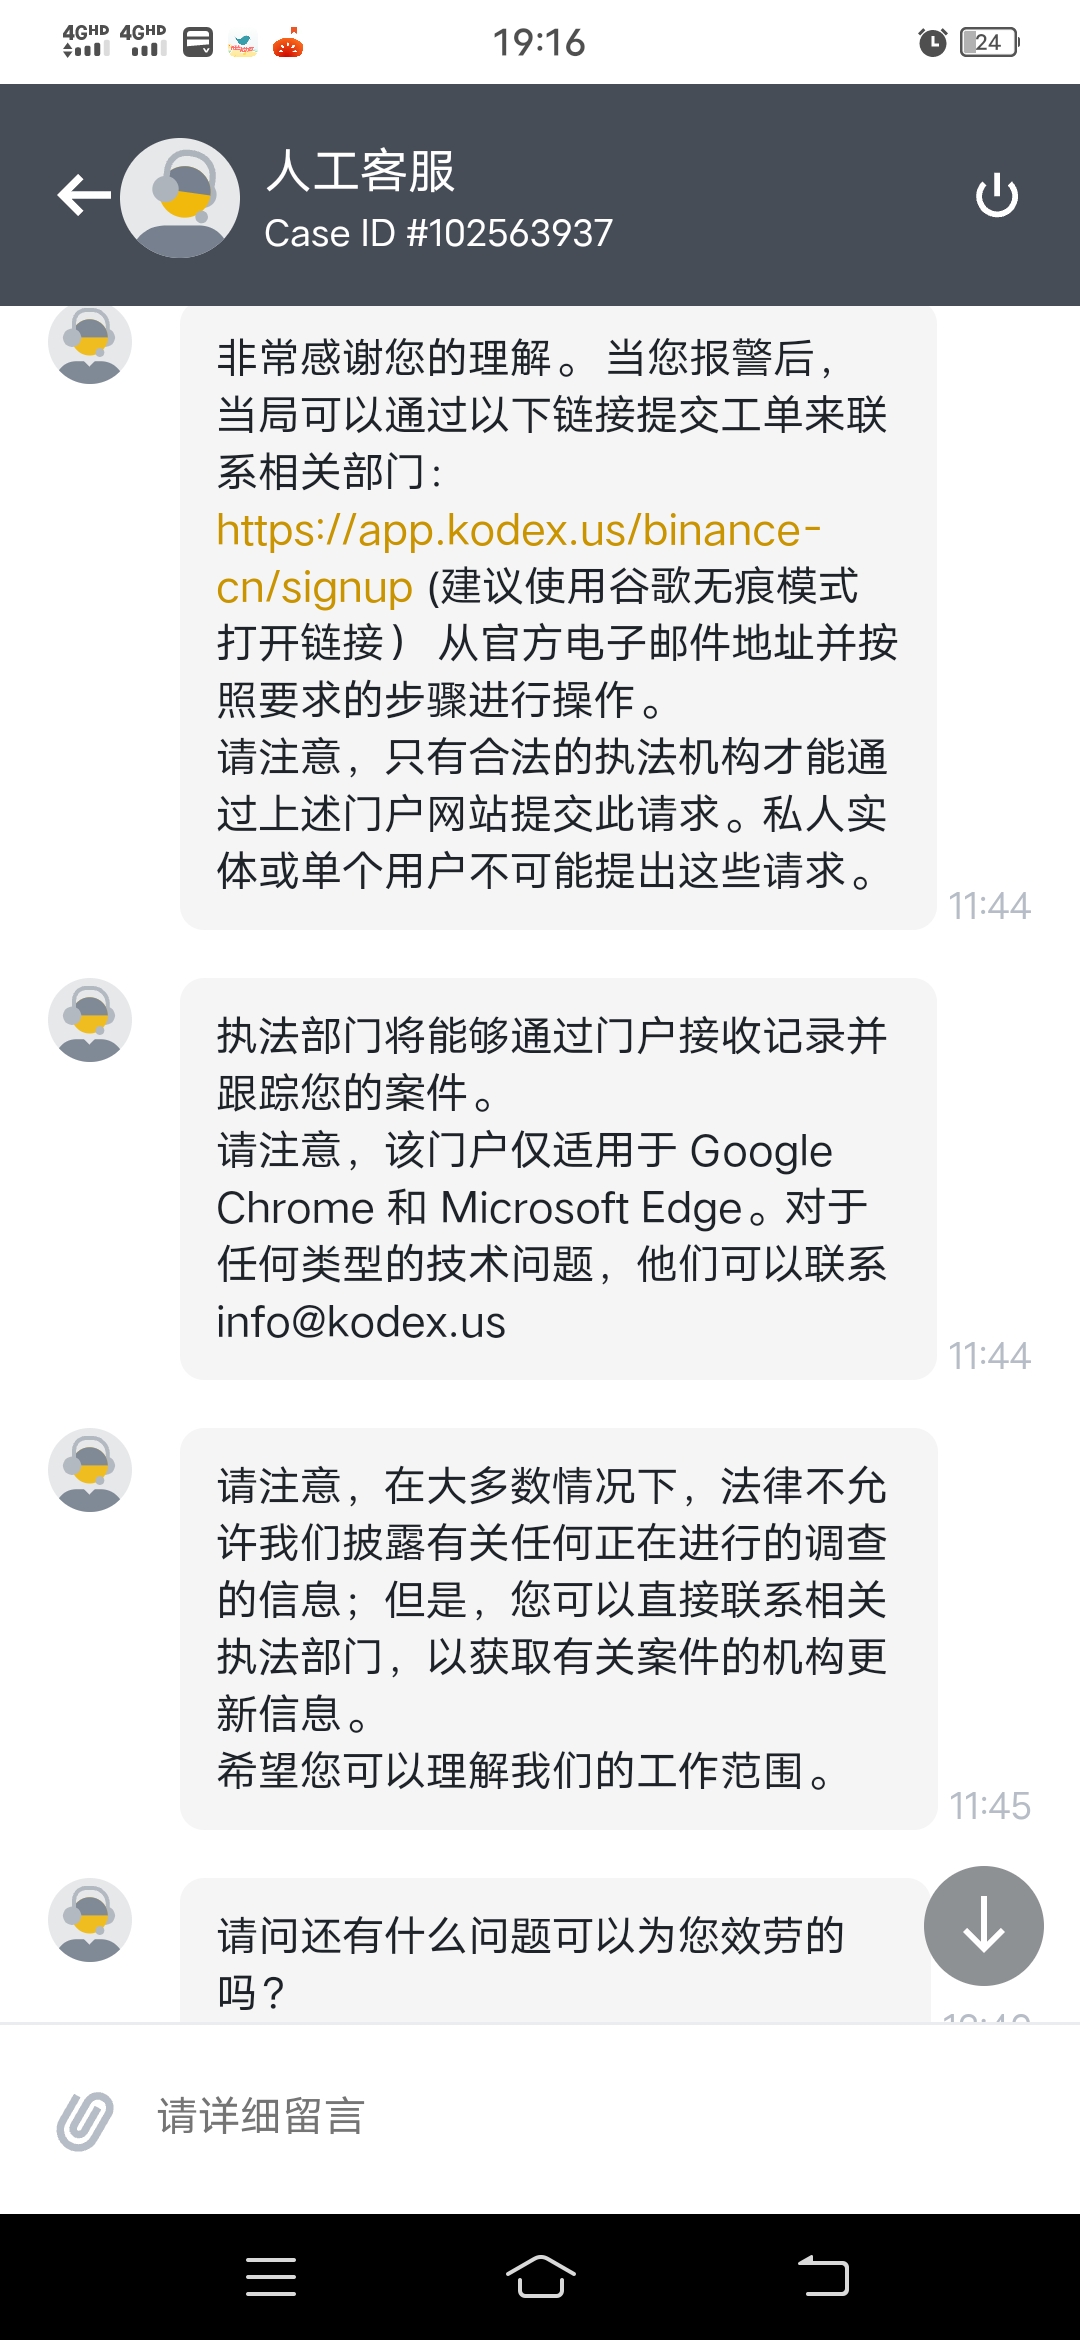 4GHD 4GHD 19:16 24
人工客服
Case ID #102563937
非常感谢您的理解。当您报警后，
当局可以通过以下链接提交工单来联
系相关部门：
https://app.kodex.us/binance-
cn/signup (建议使用谷歌无痕模式
打开链接） 从官方电子邮件地址并按
照要求的步骤进行操作。
请注意，只有合法的执法机构才能通
过上述门户网站提交此请求。私人实
体或单个用户不可能提出这些请求。
11:44
执法部门将能够通过门户接收记录并
跟踪您的案件。
请注意，该门户仅适用于 Google
Chrome 和 Microsoft Edge。对于
任何类型的技术问题，他们可以联系
info@kodex.us
11:44
请注意，在大多数情况下，法律不允
许我们披露有关任何正在进行的调查
的信息；但是，您可以直接联系相关
执法部门，以获取有关案件的机构更
新信息。
希望您可以理解我们的工作范围。
11:45
请问还有什么问题可以为您效劳的
吗？
请详细留言